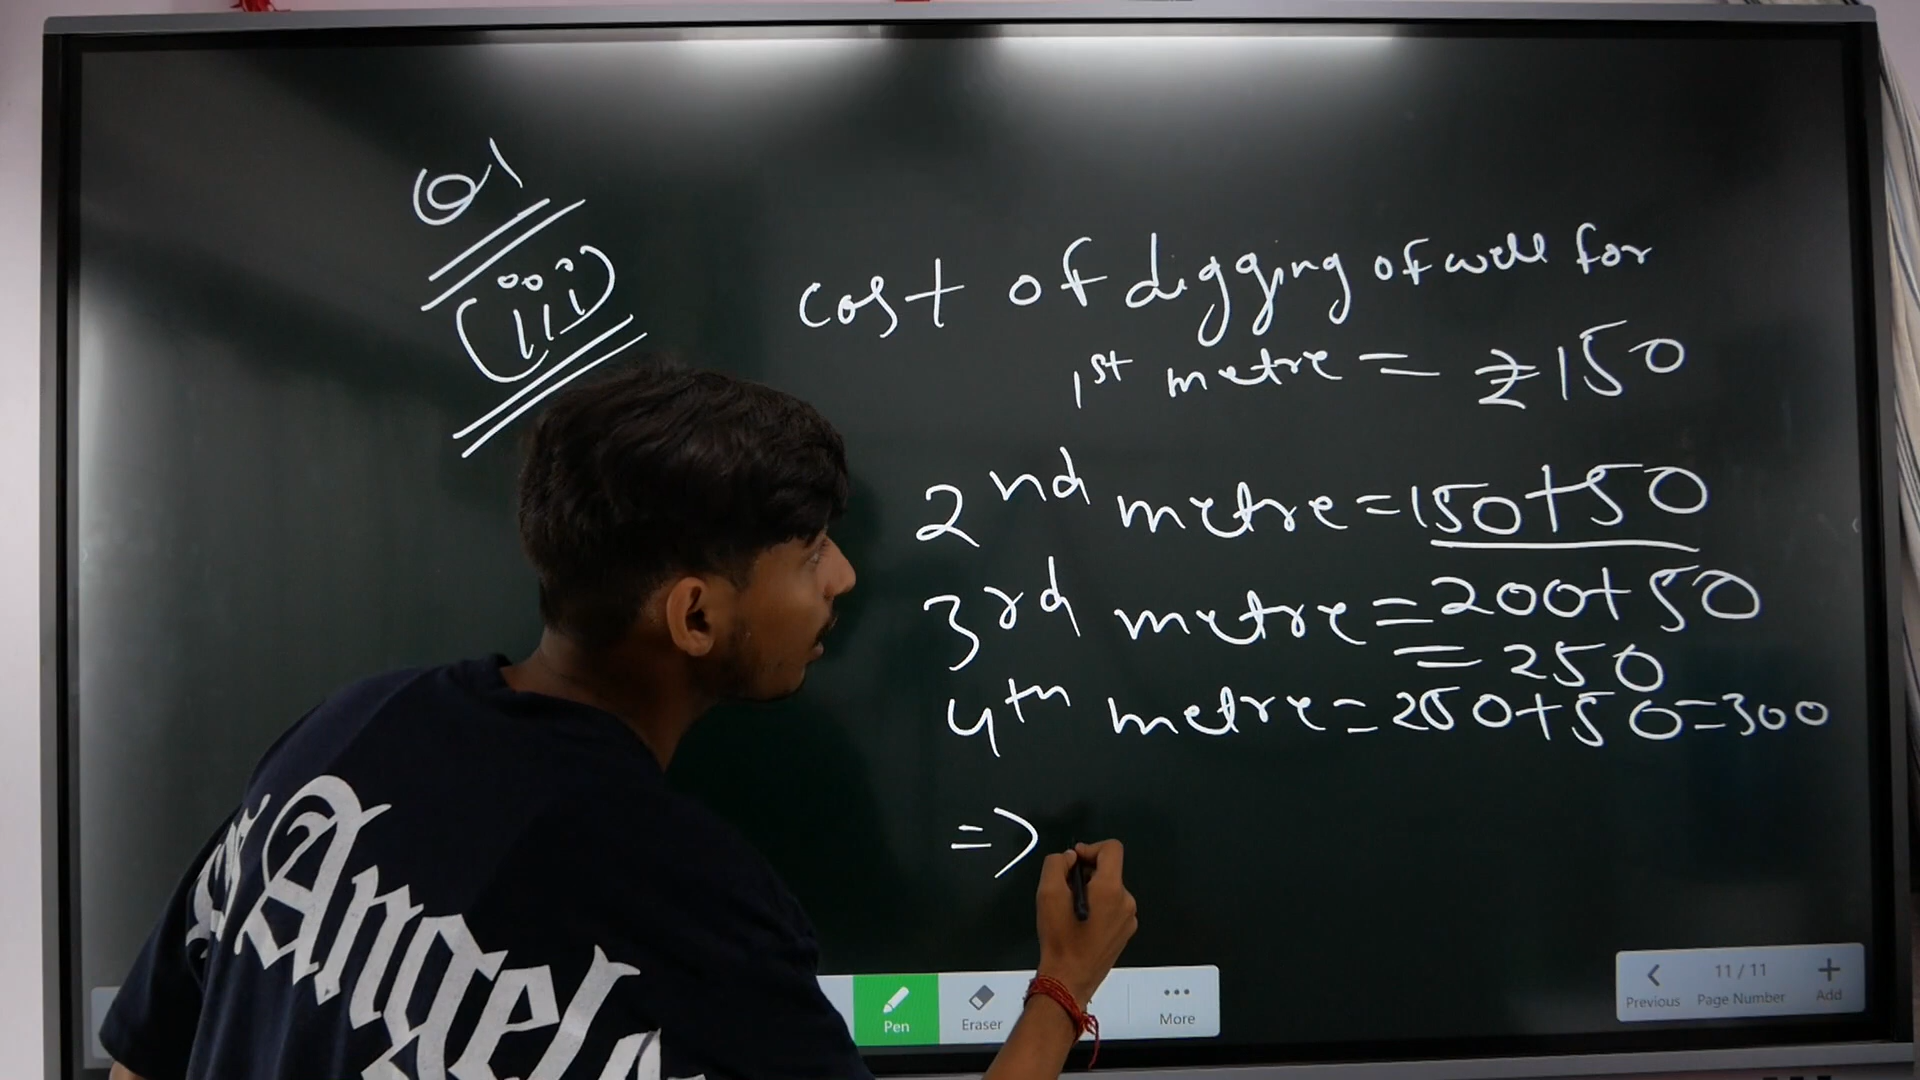 Q1
(iii)
cost of digging of well for
1st metre = ₹150
2nd metre = 150+50
3rd metre = 200+50
= 250
4th metre = 250+50=300
=>
Angels
Pen
Eraser
More
Previous
11 / 11
Page Number
Add